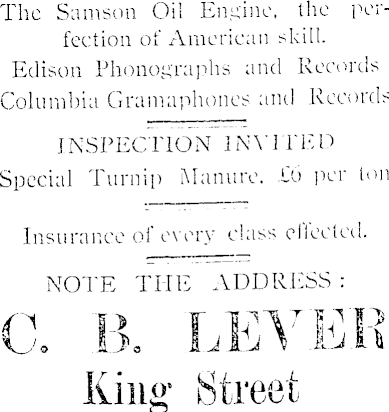 The Samson Oil Engine, the per-
fection of American skill.
Edison Phonographs and Records
Columbia Gramaphones and Records
INSPECTION INVITED
Special Turnip Manure, £6 per ton
Insurance of every class effected.
NOTE THE ADDRESS:
C. B. LEVER
King Street